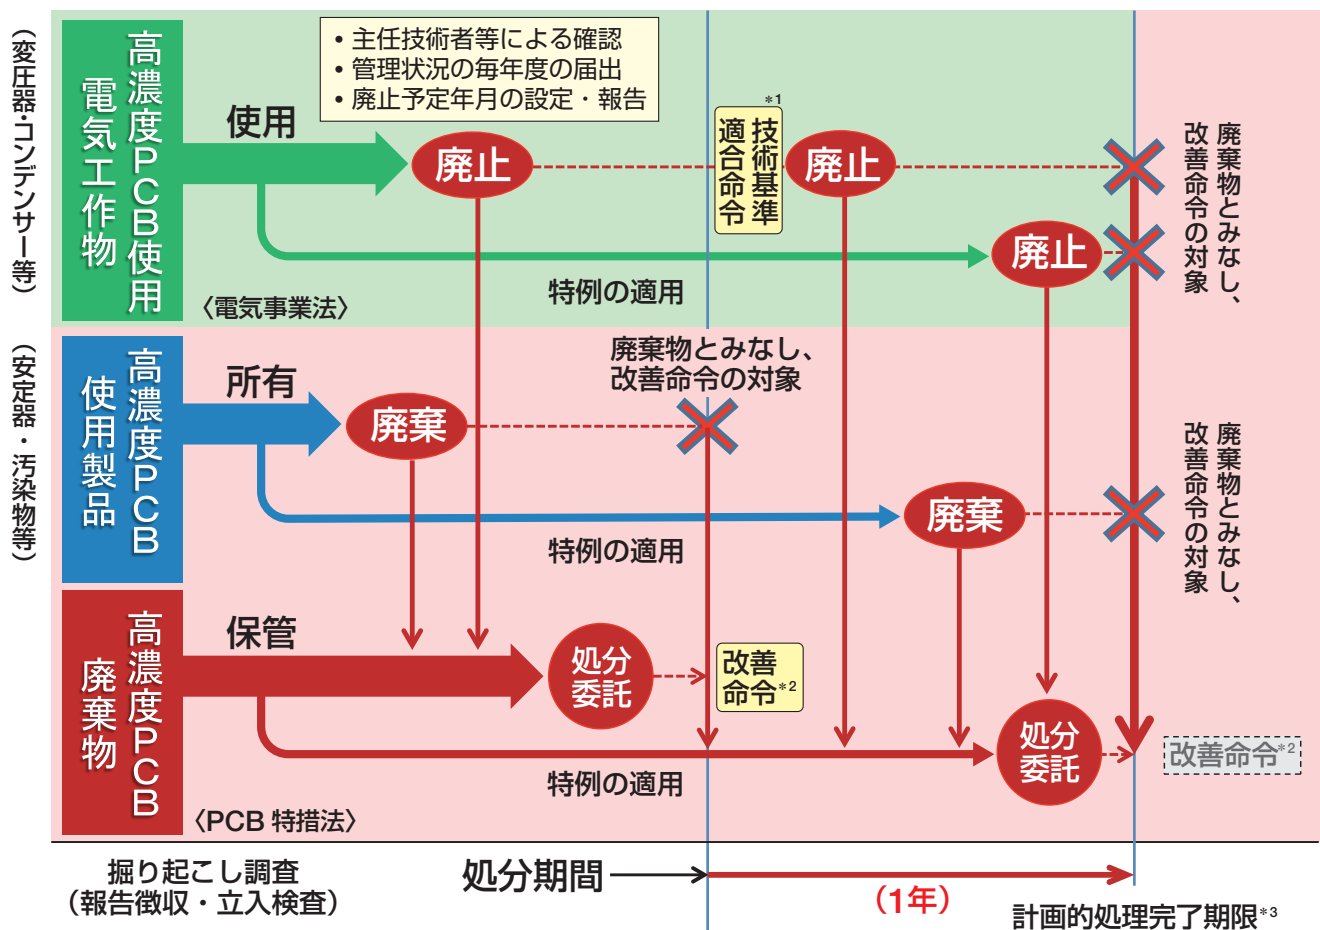 （変圧器・コンデンサー等）
高濃度PCB使用
電気工作物
• 主任技術者等による確認
• 管理状況の毎年度の届出
• 廃止予定年月の設定・報告
使用
廃止
*1
技術基準
適合命令
廃止
廃止
特例の適用
〈電気事業法〉
廃棄物とみなし、
改善命令の対象
（安定器・汚染物等）
高濃度PCB
使用製品
所有
廃棄
廃棄物とみなし、
改善命令の対象
廃棄
特例の適用
廃棄物とみなし、
改善命令の対象
高濃度PCB
廃棄物
保管
処分
委託
改善
命令*2
処分
委託
改善命令*2
特例の適用
〈PCB 特措法〉
掘り起こし調査
（報告徴収・立入検査）
処分期間
（1年）
計画的処理完了期限*3